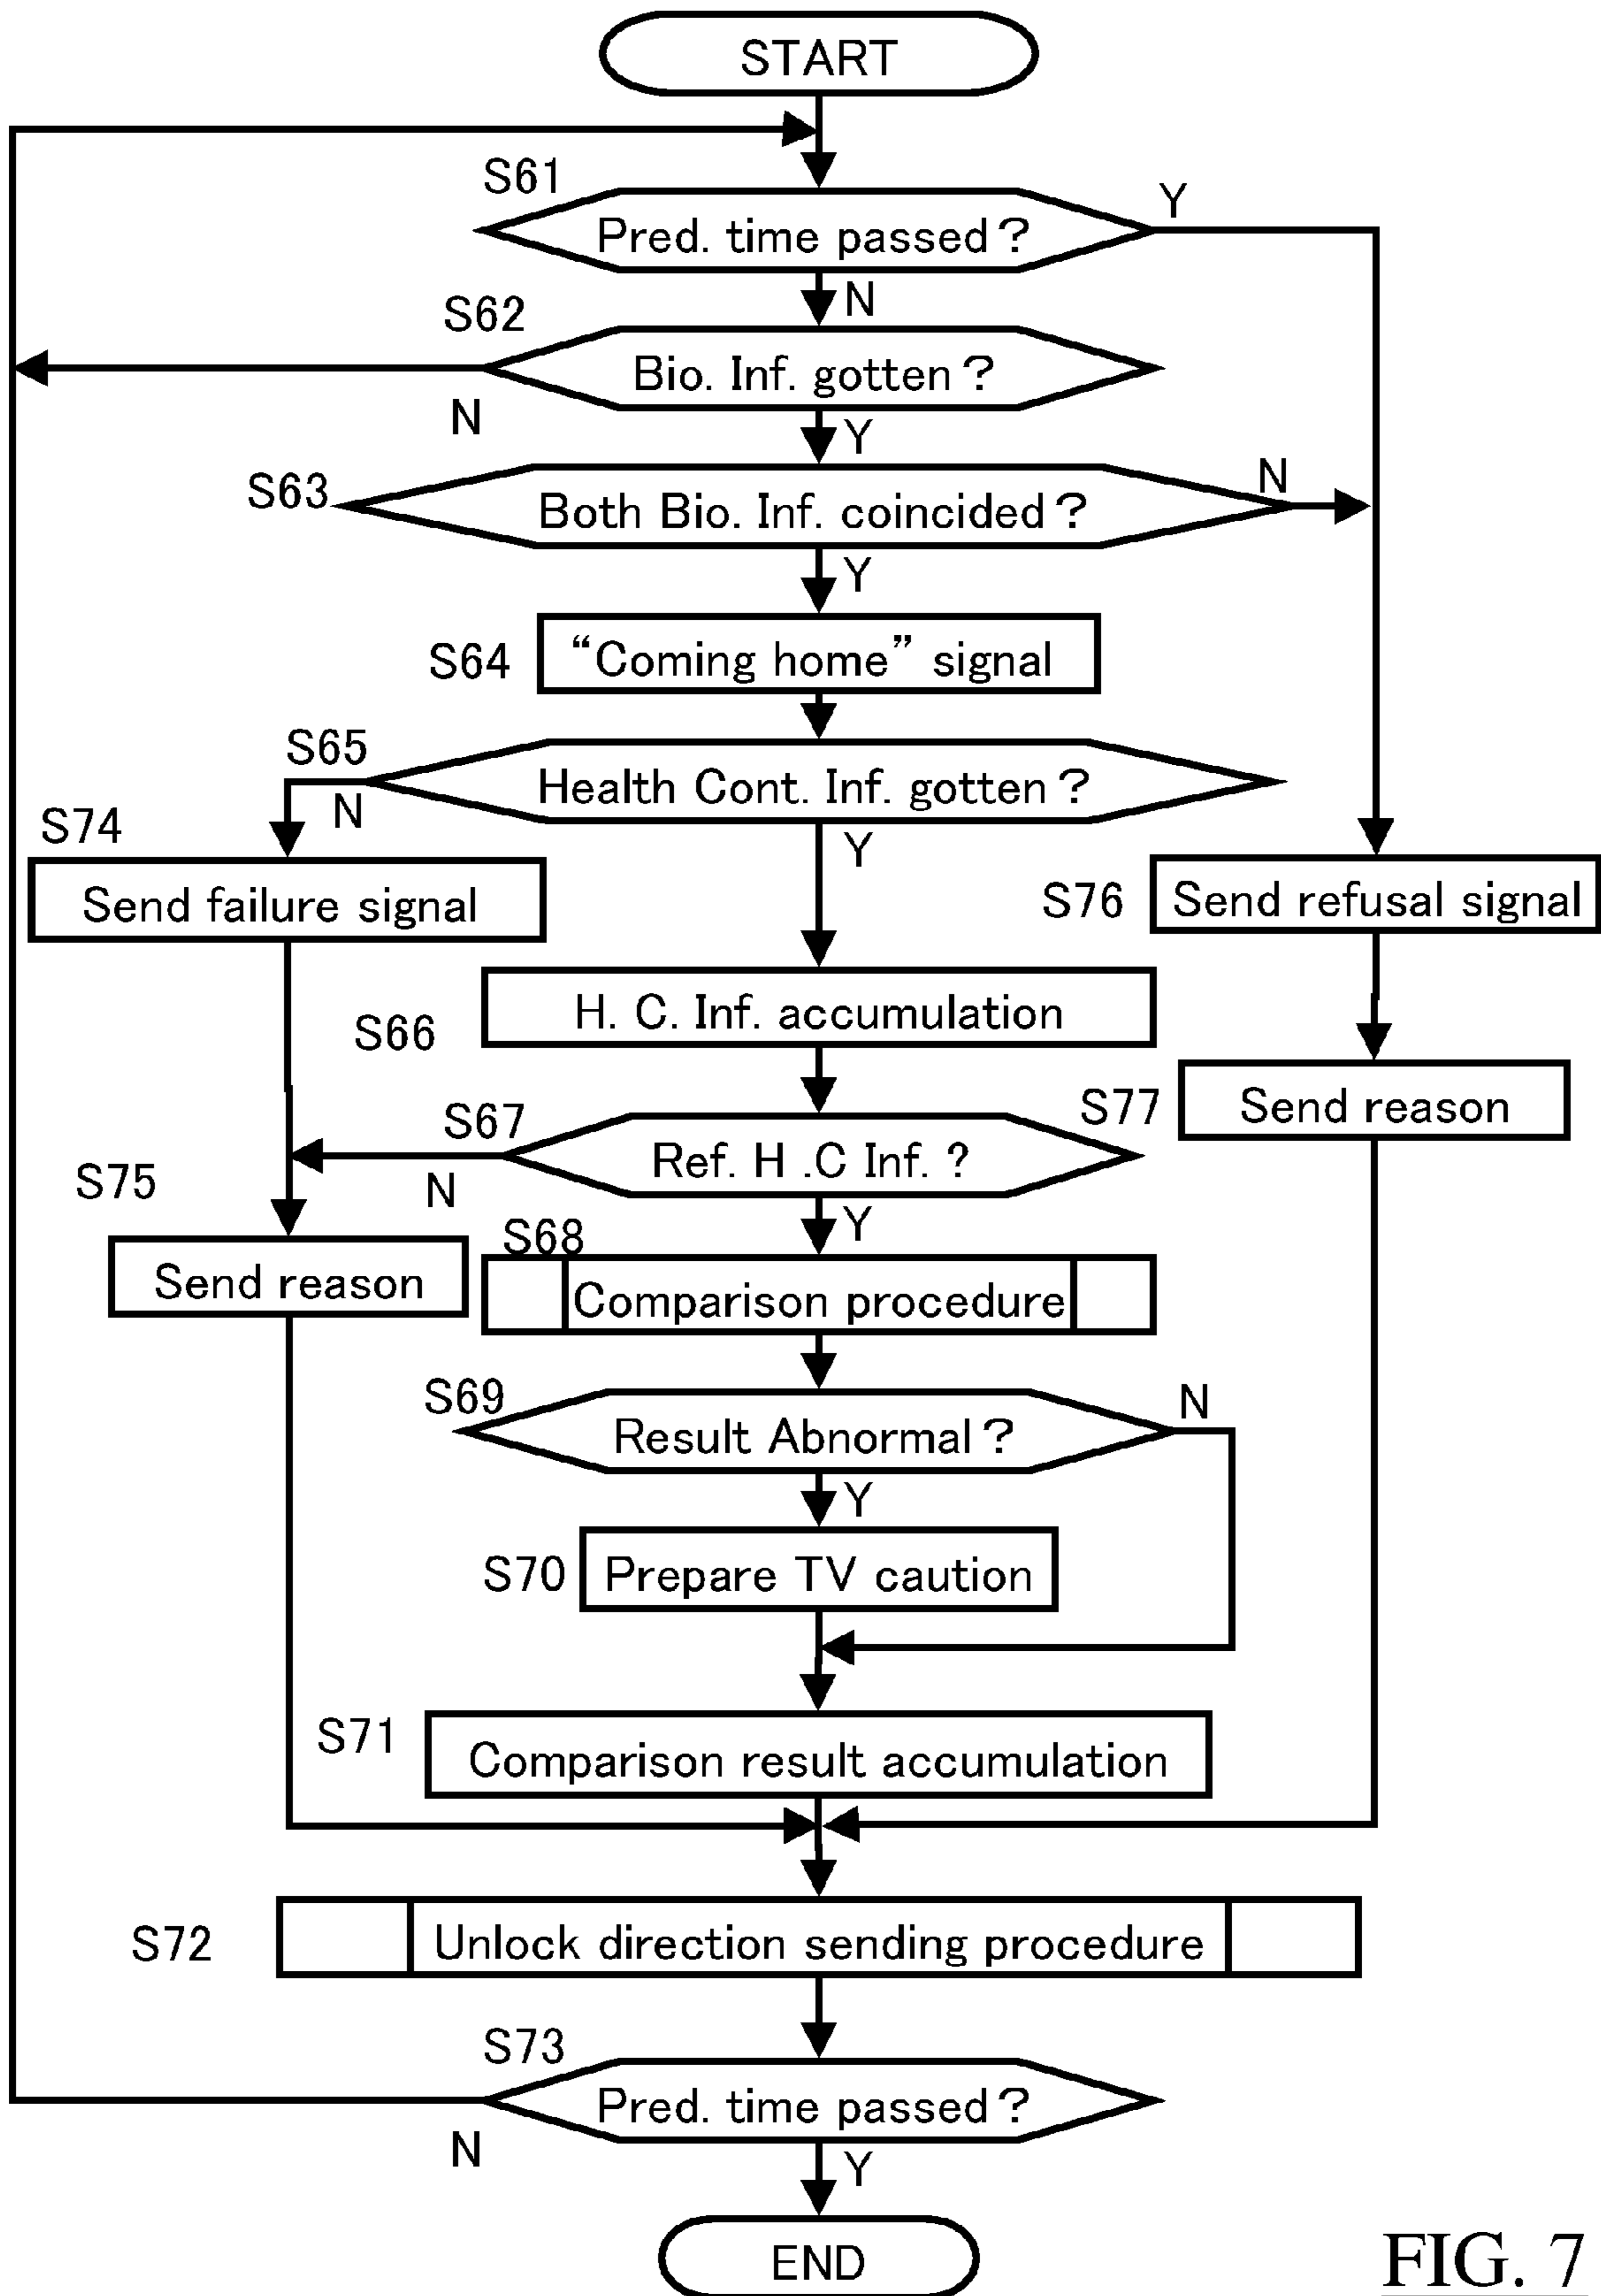 START
S61
Pred. time passed?
Y
N
S62
Bio. Inf. gotten?
N
Y
S63
Both Bio. Inf. coincided?
N
Y
S64
“Coming home” signal
S65
Health Cont. Inf. gotten?
N
Y
S74
Send failure signal
S76
Send refusal signal
S66
H. C. Inf. accumulation
S77
Send reason
S67
Ref. H .C Inf. ?
N
Y
S75
Send reason
S68
Comparison procedure
S69
Result Abnormal?
N
Y
S70
Prepare TV caution
S71
Comparison result accumulation
S72
Unlock direction sending procedure
S73
Pred. time passed?
N
Y
END
FIG. 7